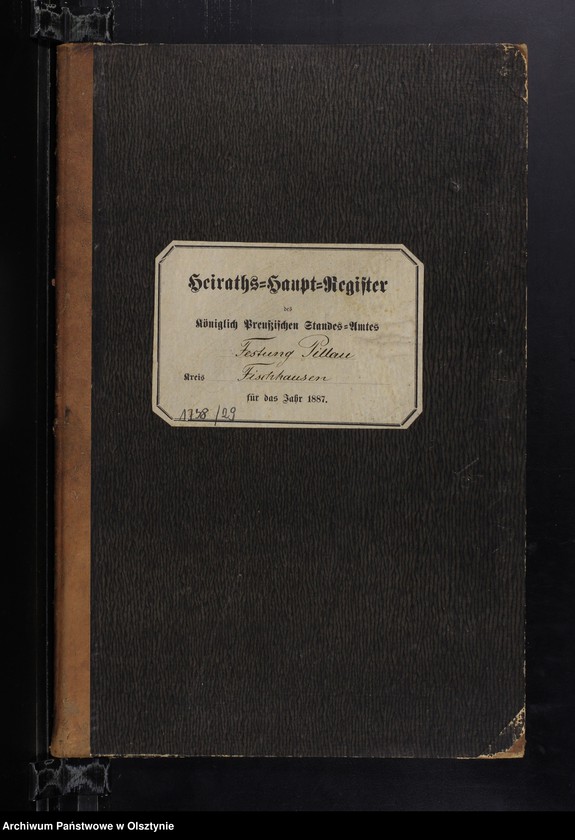 Heiraths-Haupt-Register
des
Königlich Preußischen Standes-Amtes
Festung Pillau
Kreis Fischhausen
für das Jahr 1887.
1738/29
Archiwum Państwowe w Olsztynie